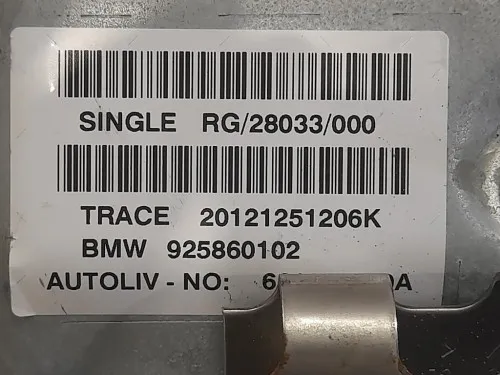 SINGLE RG/28033/000
TRACE 20121251206K
BMW 925860102
AUTOLIV - NO: